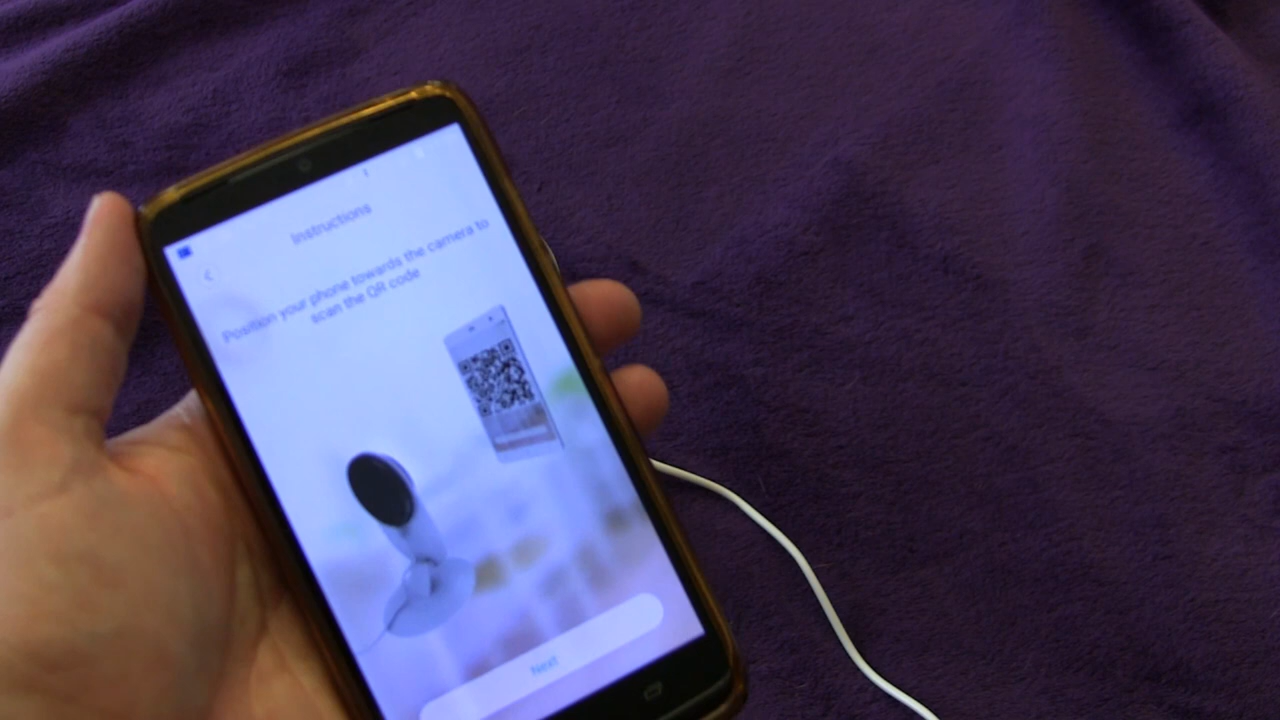 Instructions
Position your phone towards the camera to
scan the QR code
Next